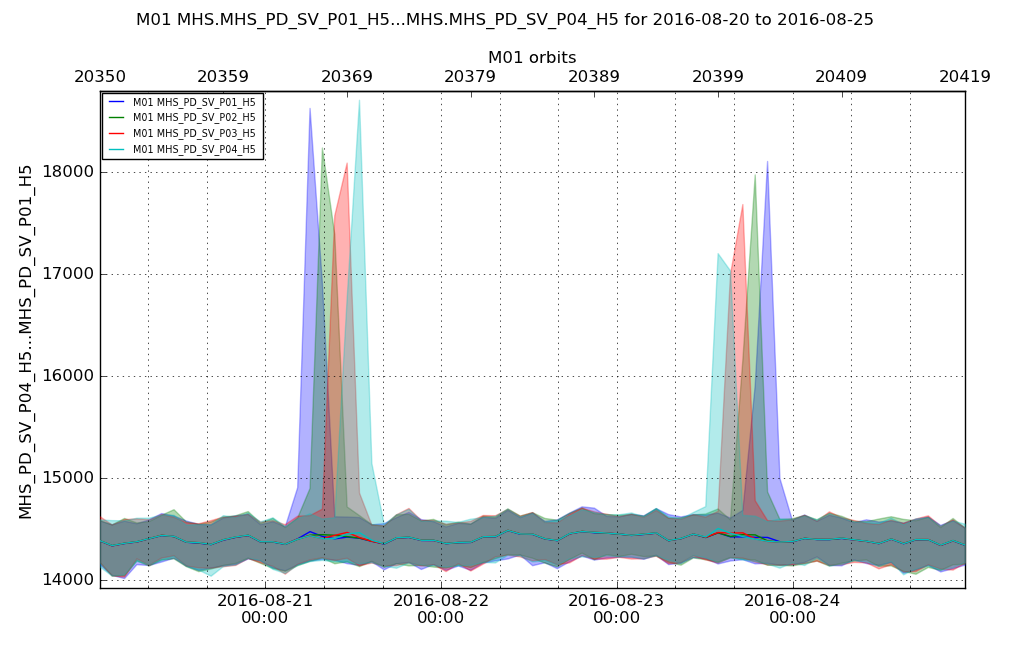 M01 MHS.MHS_PD_SV_P01_H5...MHS.MHS_PD_SV_P04_H5 for 2016-08-20 to 2016-08-25
M01 orbits
20350 20359 20369 20379 20389 20399 20409 20419
M01 MHS_PD_SV_P01_H5
M01 MHS_PD_SV_P02_H5
M01 MHS_PD_SV_P03_H5
M01 MHS_PD_SV_P04_H5
MHS_PD_SV_P04_H5...MHS_PD_SV_P01_H5
18000
17000
16000
15000
14000
2016-08-21 2016-08-22 2016-08-23 2016-08-24
00:00 00:00 00:00 00:00